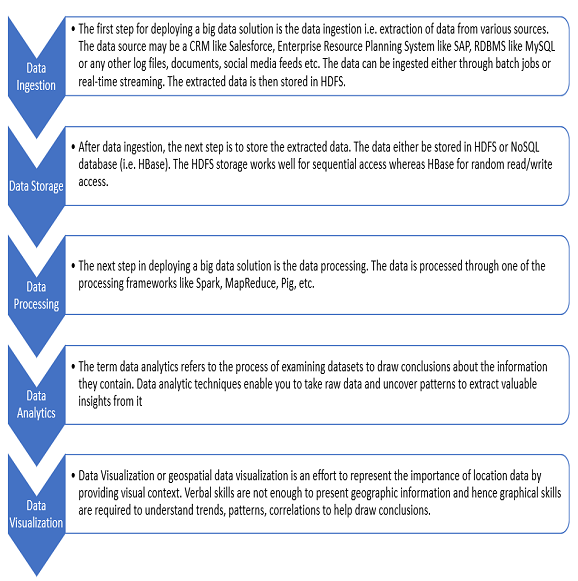 Data
Ingestion
• The first step for deploying a big data solution is the data ingestion i.e. extraction of data from various sources.
The data source may be a CRM like Salesforce, Enterprise Resource Planning System like SAP, RDBMS like MySQL
or any other log files, documents, social media feeds etc. The data can be ingested either through batch jobs or
real-time streaming. The extracted data is then stored in HDFS.
Data Storage
• After data ingestion, the next step is to store the extracted data. The data either be stored in HDFS or NoSQL
database (i.e. HBase). The HDFS storage works well for sequential access whereas HBase for random read/write
access.
Data
Processing
• The next step in deploying a big data solution is the data processing. The data is processed through one of the
processing frameworks like Spark, MapReduce, Pig, etc.
Data
Analytics
• The term data analytics refers to the process of examining datasets to draw conclusions about the information
they contain. Data analytic techniques enable you to take raw data and uncover patterns to extract valuable
insights from it
Data
Visualization
• Data Visualization or geospatial data visualization is an effort to represent the importance of location data by
providing visual context. Verbal skills are not enough to present geographic information and hence graphical skills
are required to understand trends, patterns, correlations to help draw conclusions.